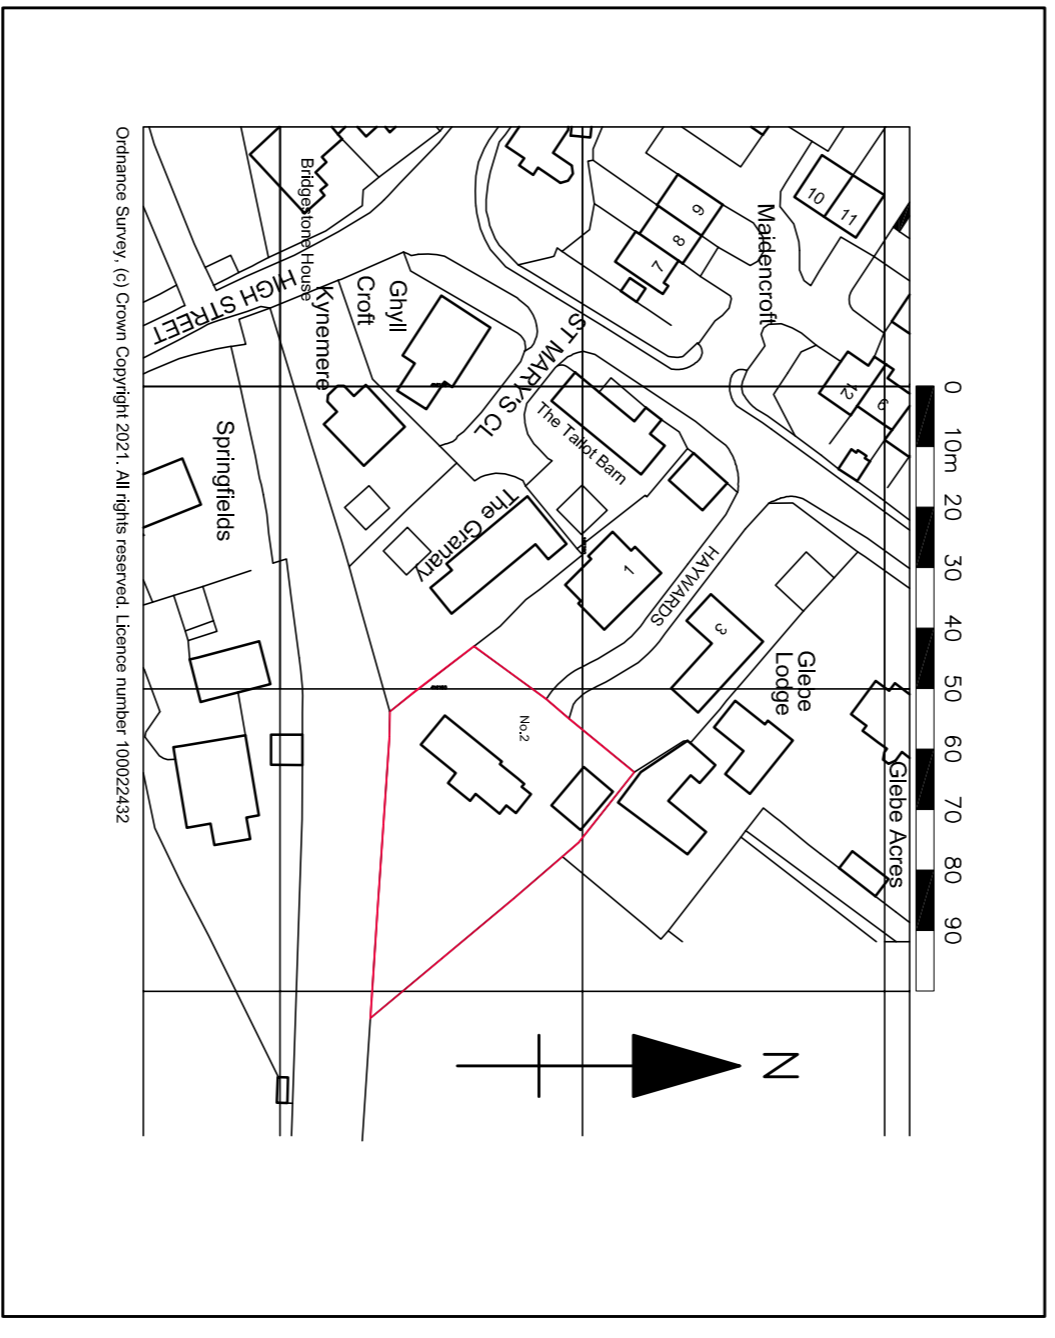 0
10m
20
30
40
50
60
70
80
90
Glebe Acres
10
11
Maidencroft
12
6
9
8
7
Glebe
Lodge
3
HAYWARDS
1
ST MARY'S CL
The Tallot Barn
No.2
The Granary
Ghyll
Croft
Kynemere
Bridgestone House
HIGH STREET
Springfields
N
Ordnance Survey, (c) Crown Copyright 2021. All rights reserved. Licence number 100022432